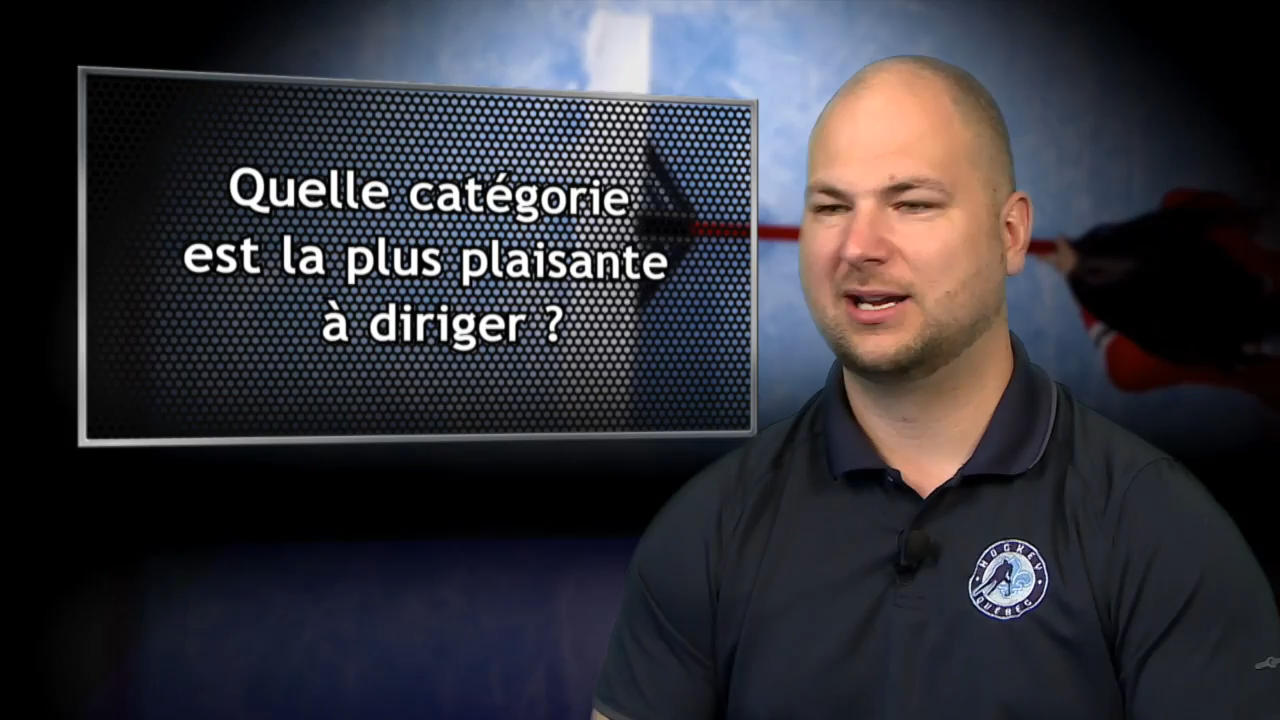 Quelle catégorie
est la plus plaisante
à diriger ?
HOCKEY
QUÉBEC